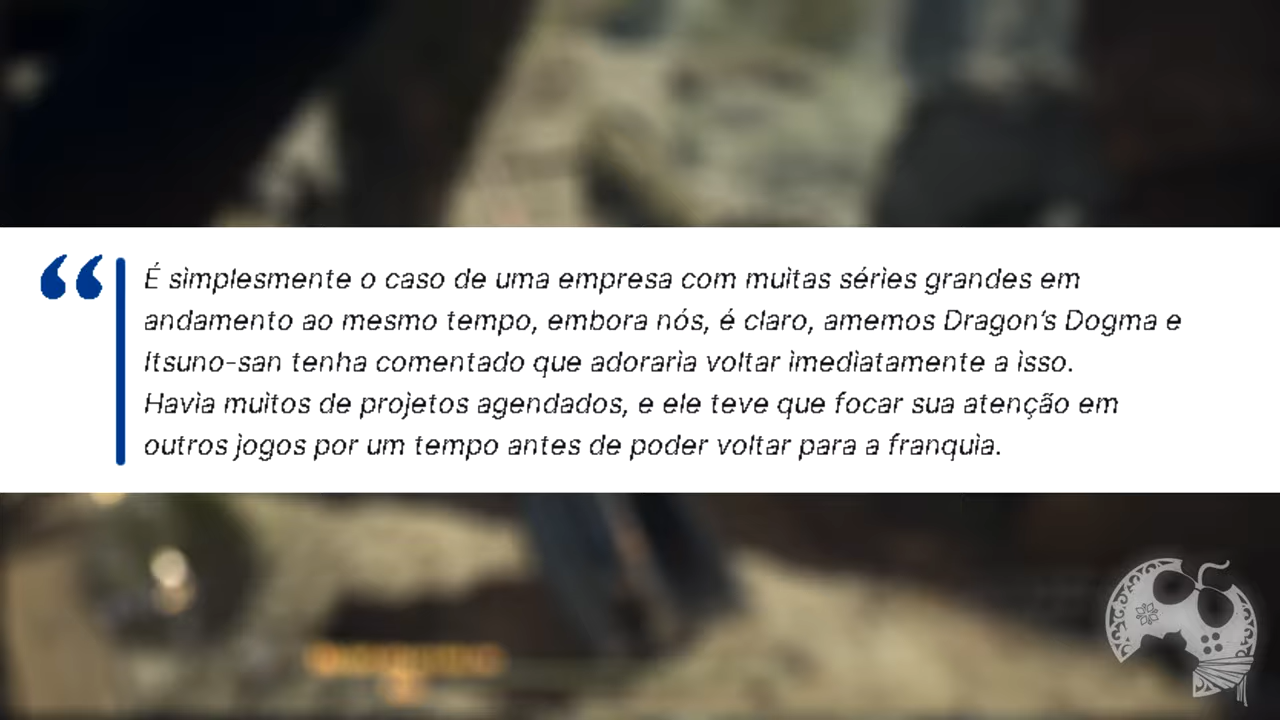 É simplesmente o caso de uma empresa com muitas séries grandes em
andamento ao mesmo tempo, embora nós, é claro, amemos Dragon's Dogma e
Itsuno-san tenha comentado que adoraria voltar imediatamente a isso.
Havia muitos de projetos agendados, e ele teve que focar sua atenção em
outros jogos por um tempo antes de poder voltar para a franquia.